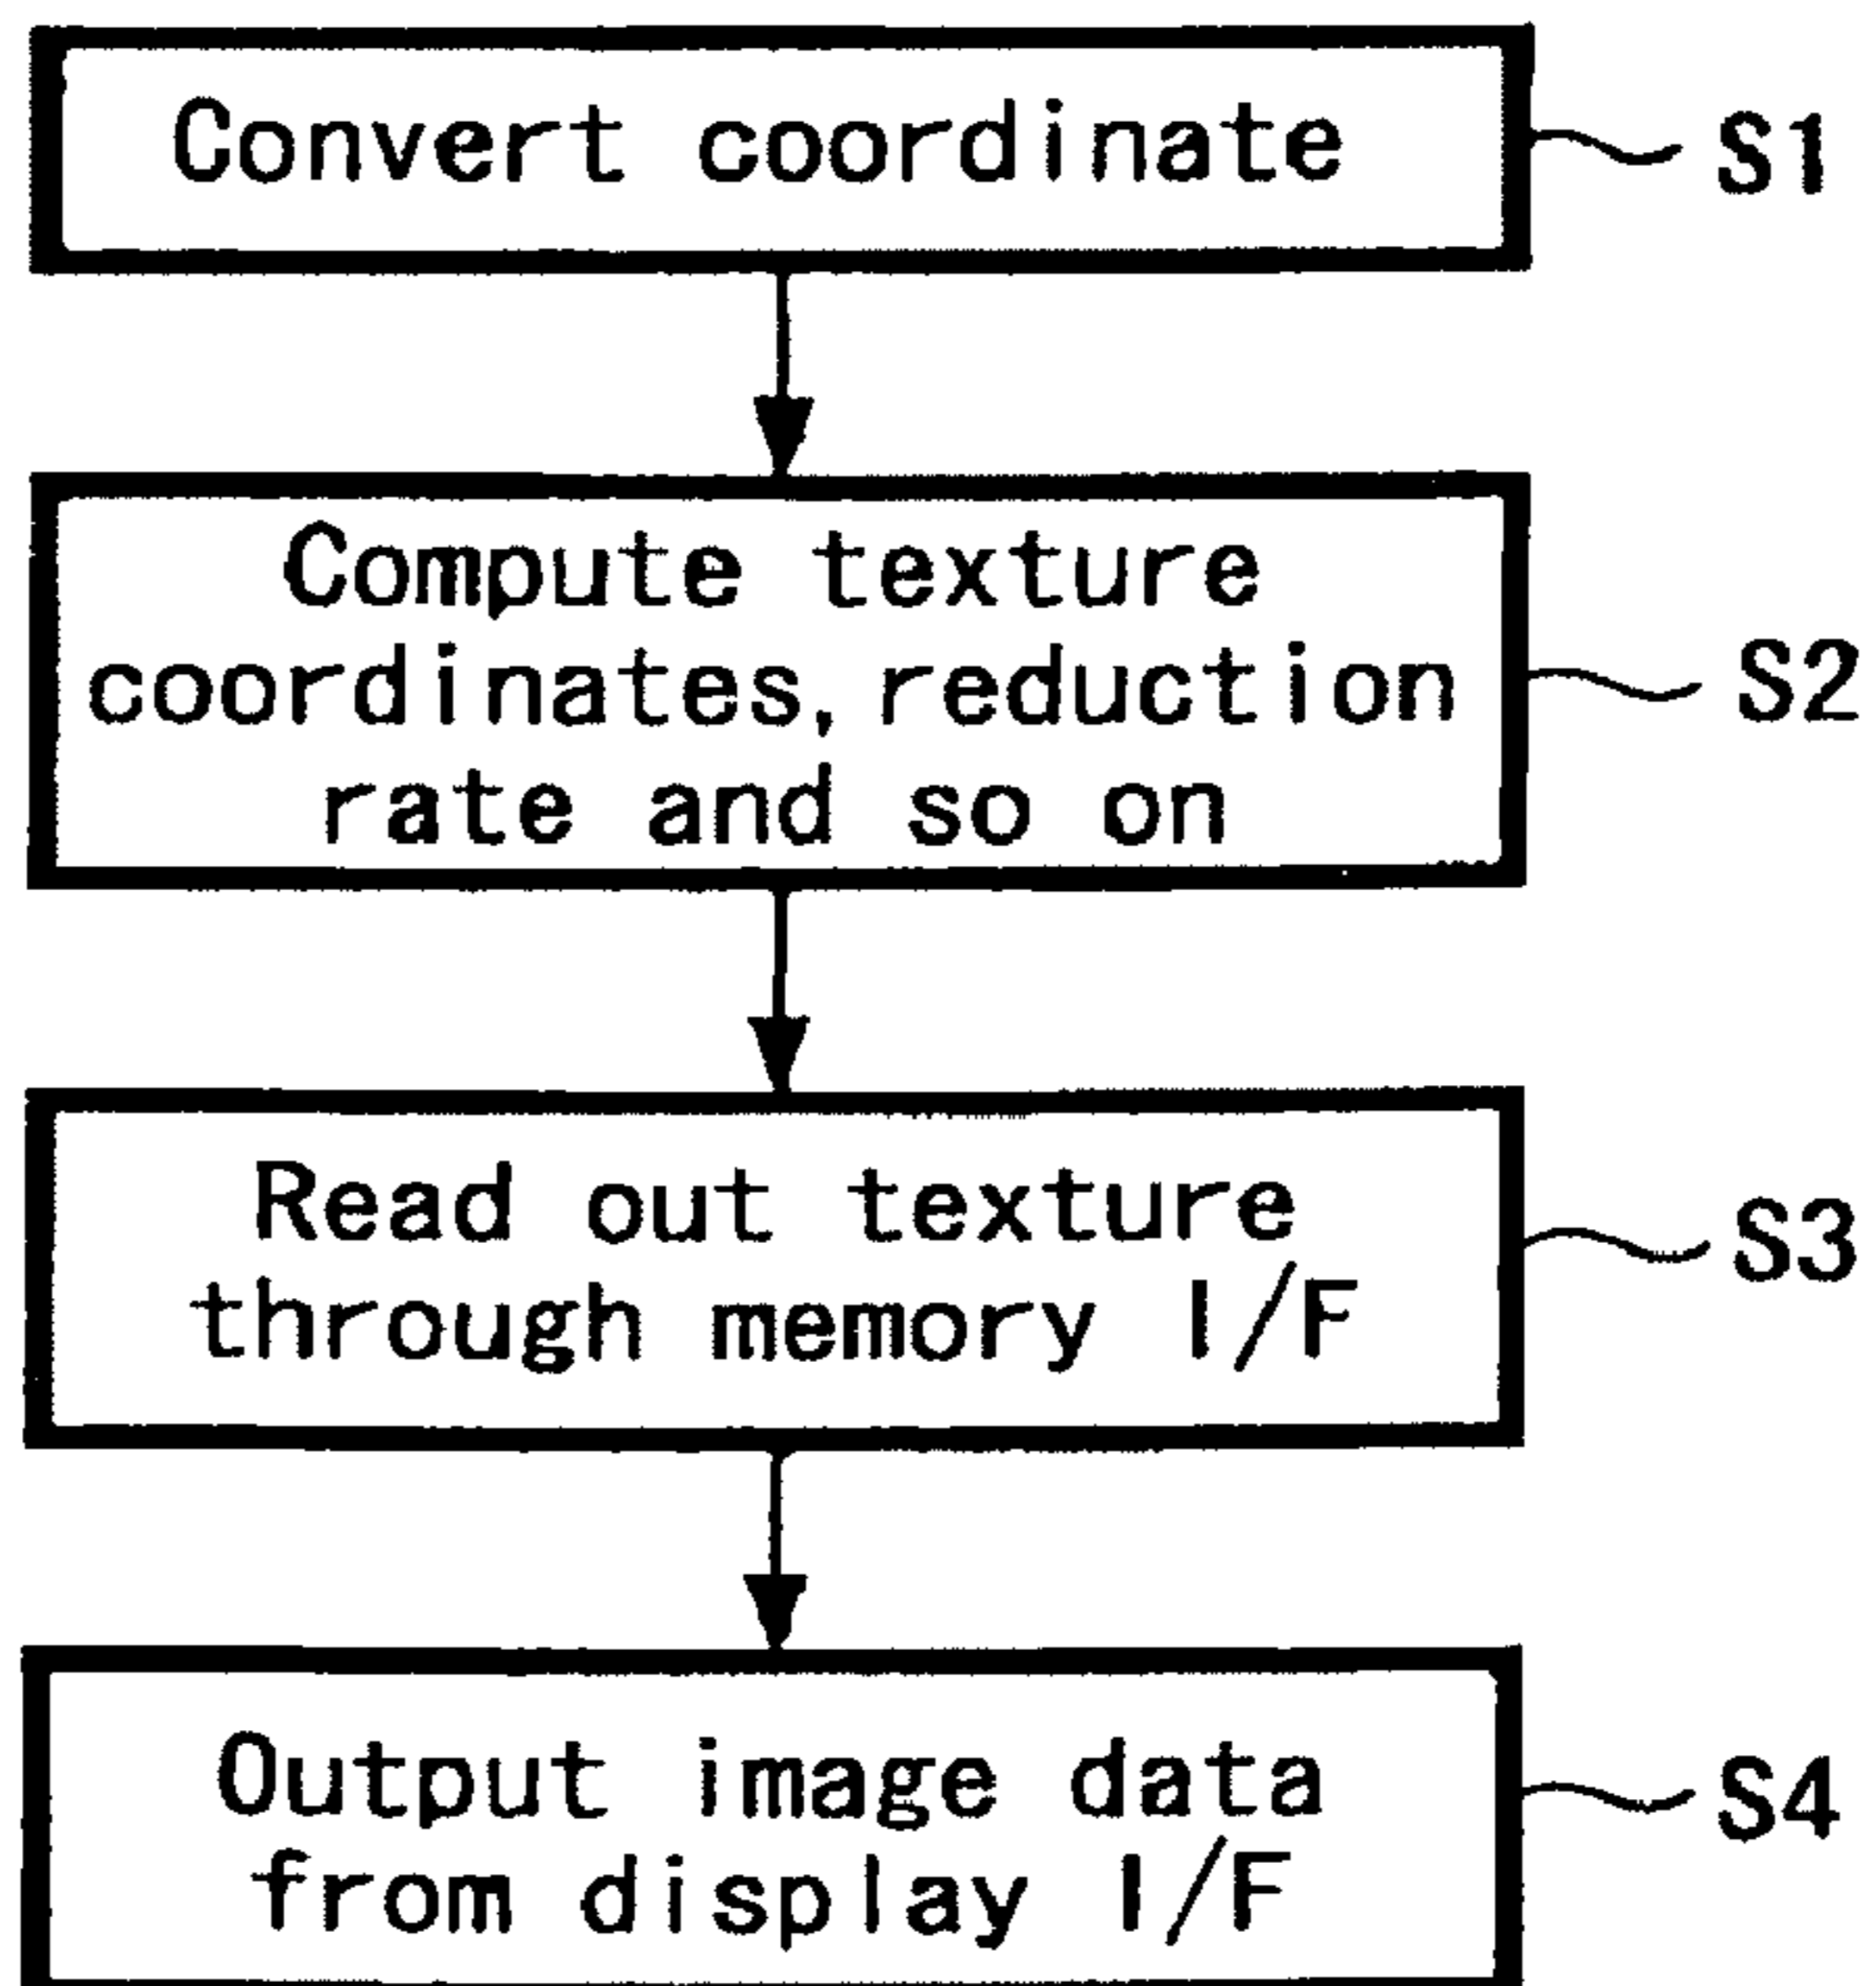 Convert coordinate
S1
Compute texture
coordinates, reduction
rate and so on
S2
Read out texture
through memory I/F
S3
Output image data
from display I/F
S4